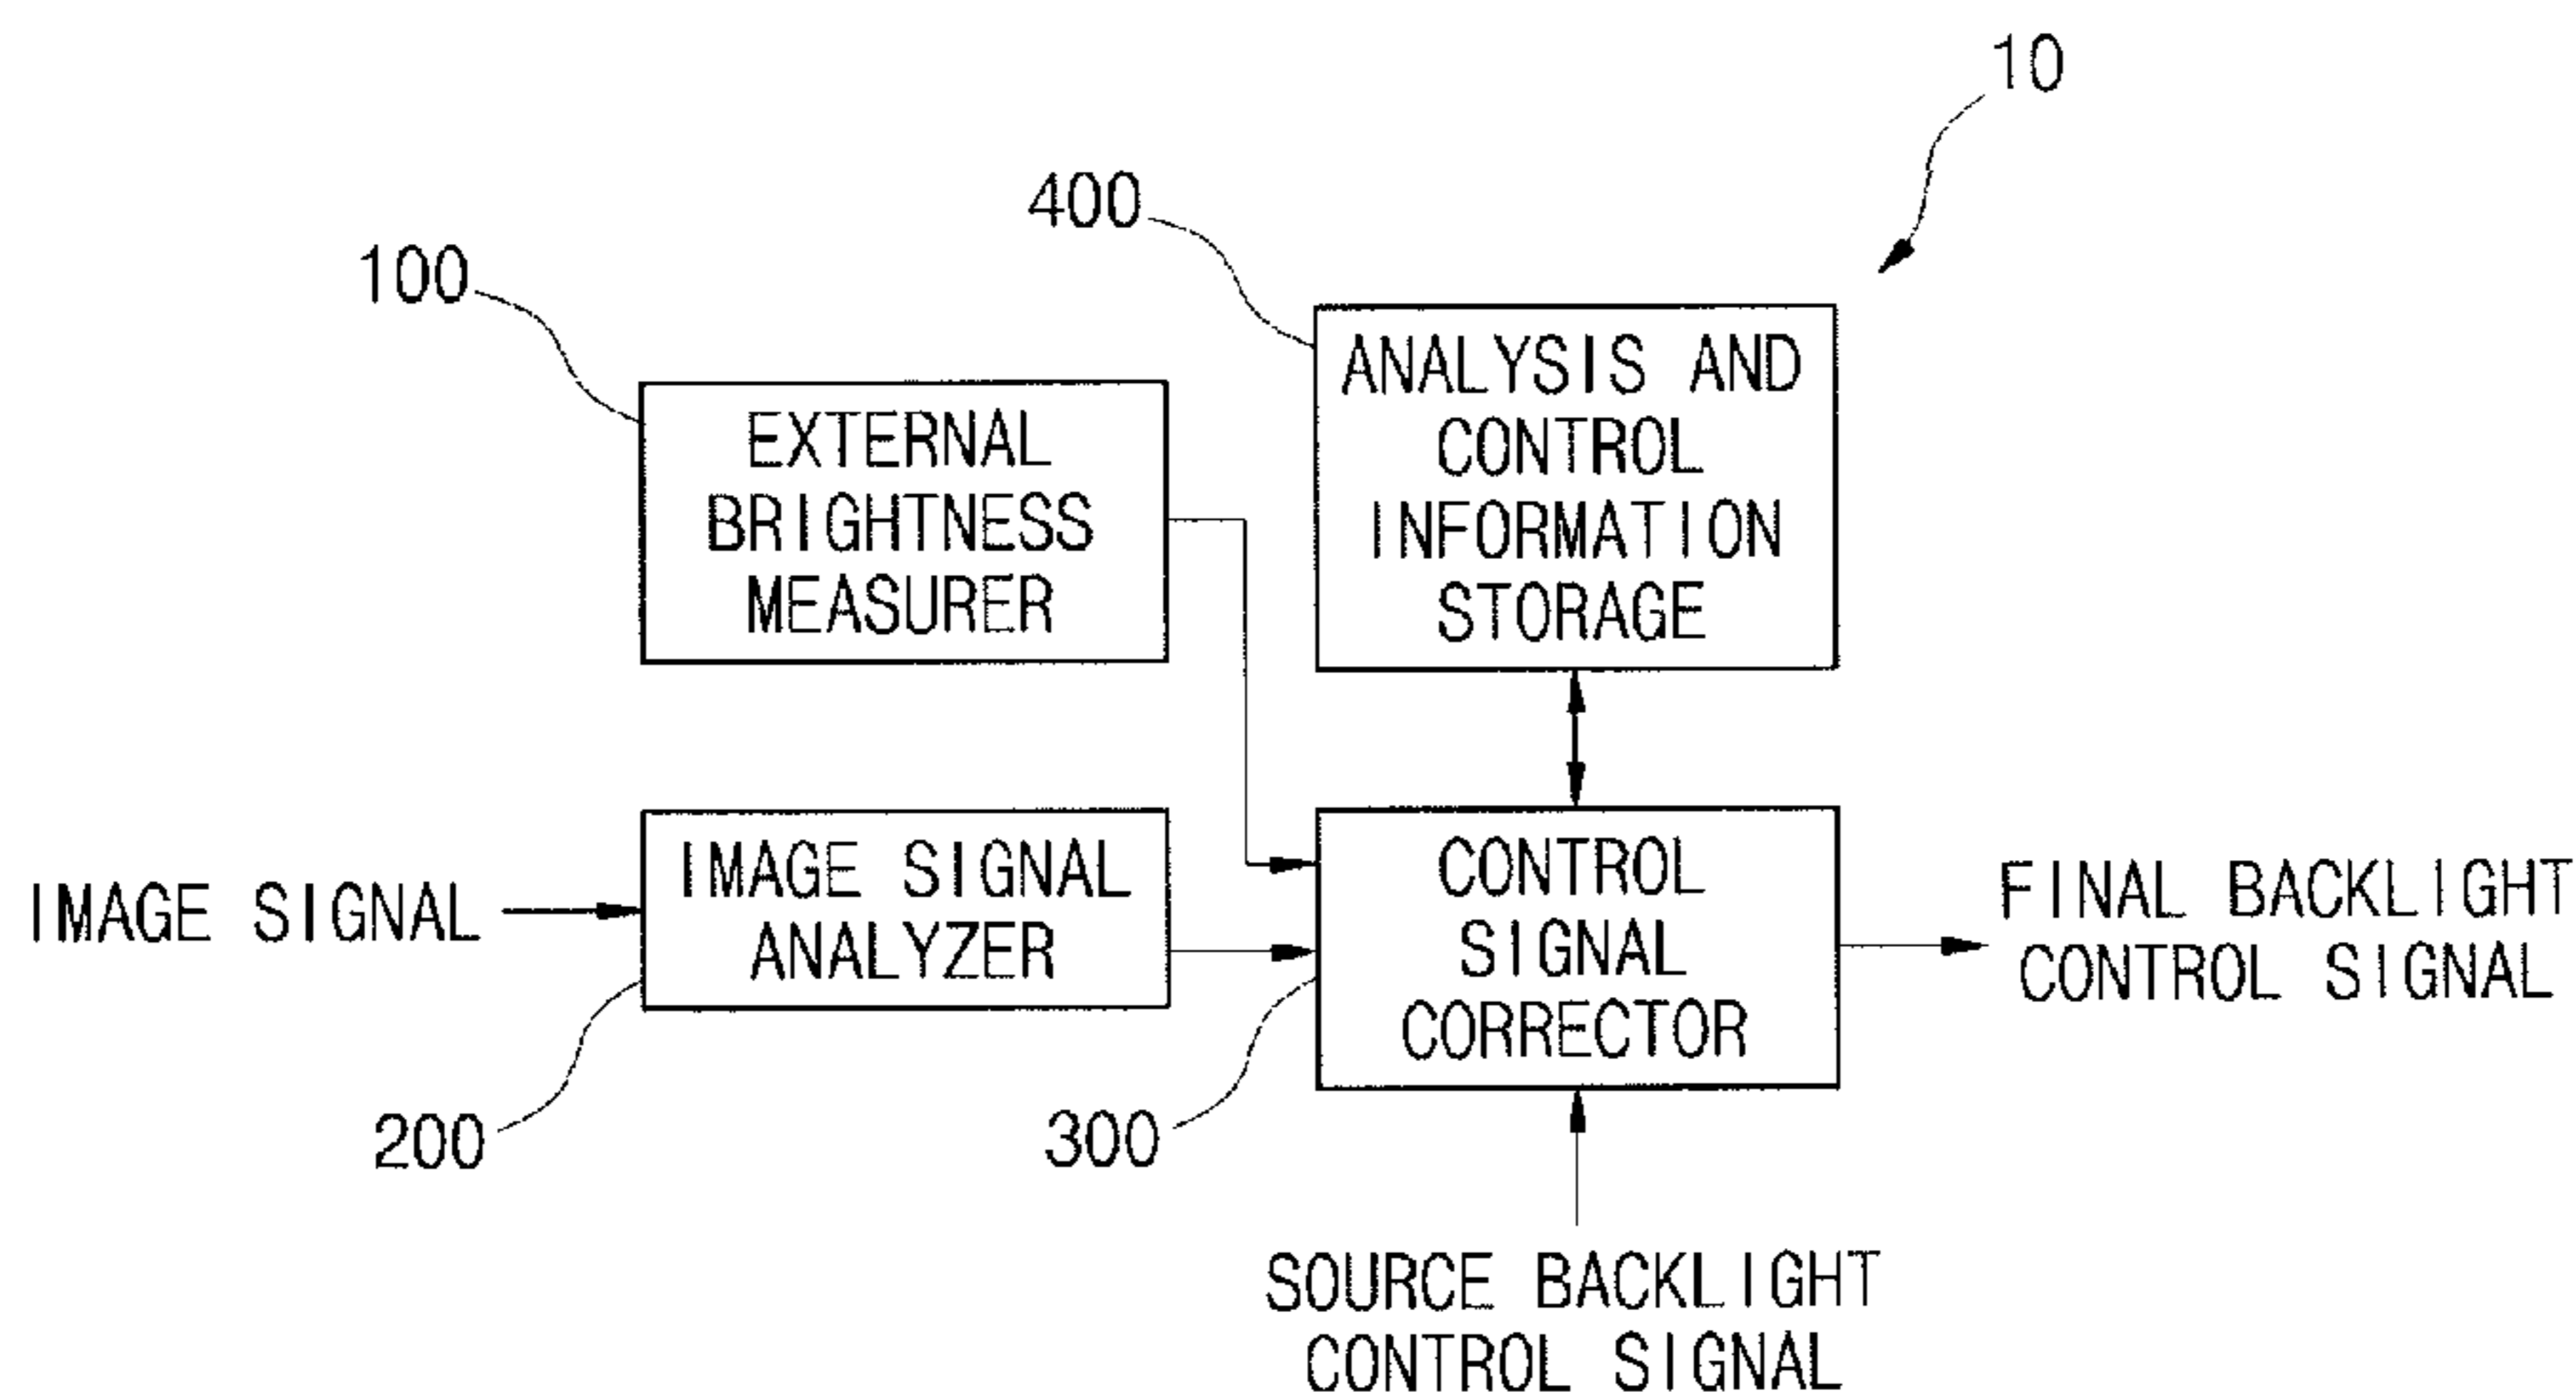 10
400
100
ANALYSIS AND
CONTROL
INFORMATION
STORAGE
EXTERNAL
BRIGHTNESS
MEASURER
IMAGE SIGNAL
IMAGE SIGNAL
ANALYZER
CONTROL
SIGNAL
CORRECTOR
FINAL BACKLIGHT
CONTROL SIGNAL
200
300
SOURCE BACKLIGHT
CONTROL SIGNAL